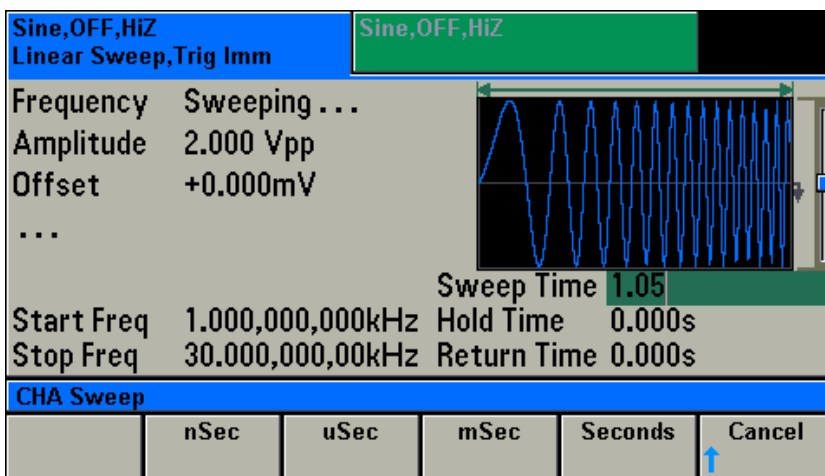 Sine,OFF,HiZ
Linear Sweep,Trig Imm
Sine,OFF,HiZ
Frequency Sweeping...
Amplitude 2.000 Vpp
Offset +0.000mV
...
Sweep Time 1.05
Start Freq 1.000,000,000kHz Hold Time 0.000s
Stop Freq 30.000,000,00kHz Return Time 0.000s
CHA Sweep
nSec uSec mSec Seconds Cancel